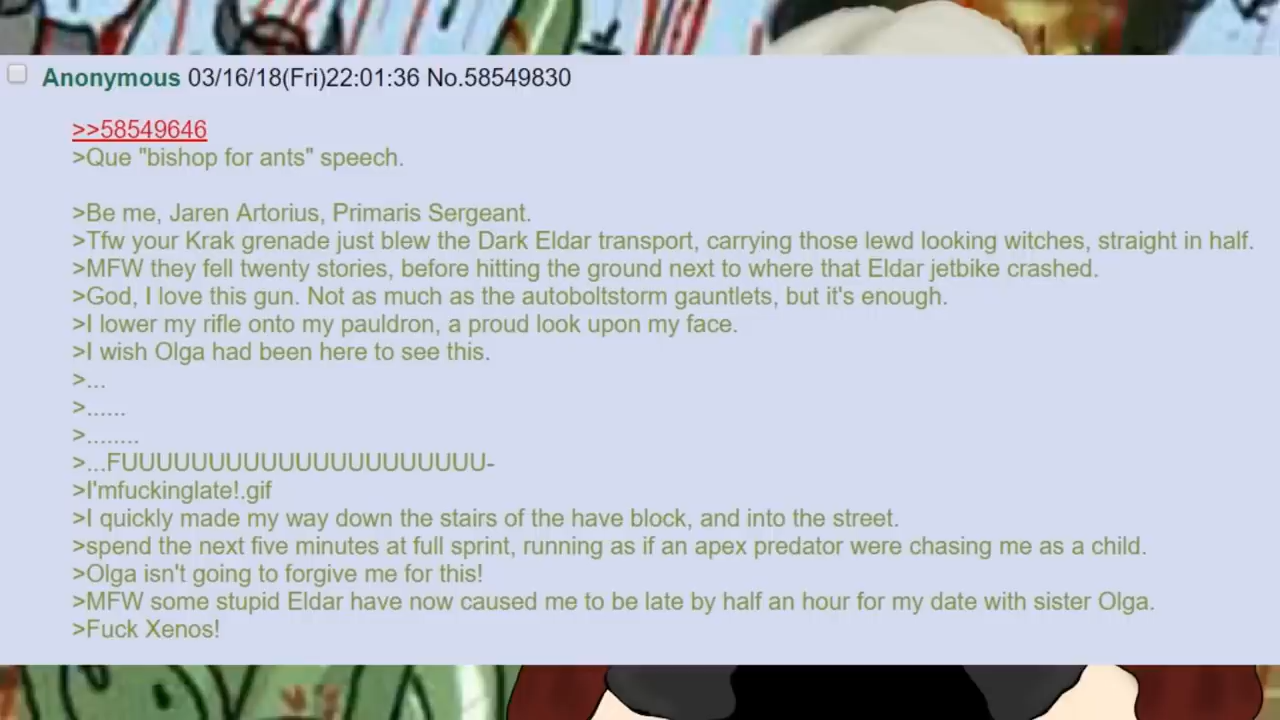 Anonymous 03/16/18(Fri)22:01:36 No.58549830
>>58549646
>Que "bishop for ants" speech.
>Be me, Jaren Artorius, Primaris Sergeant.
>Tfw your Krak grenade just blew the Dark Eldar transport, carrying those lewd looking witches, straight in half.
>MFW they fell twenty stories, before hitting the ground next to where that Eldar jetbike crashed.
>God, I love this gun. Not as much as the autoboltstorm gauntlets, but it's enough.
>I lower my rifle onto my pauldron, a proud look upon my face.
>I wish Olga had been here to see this.
>...
>......
>........
>...FUUUUUUUUUUUUUUUUUUUUUU-
>I'mfuckinglate!.gif
>I quickly made my way down the stairs of the have block, and into the street.
>spend the next five minutes at full sprint, running as if an apex predator were chasing me as a child.
>Olga isn't going to forgive me for this!
>MFW some stupid Eldar have now caused me to be late by half an hour for my date with sister Olga.
>Fuck Xenos!